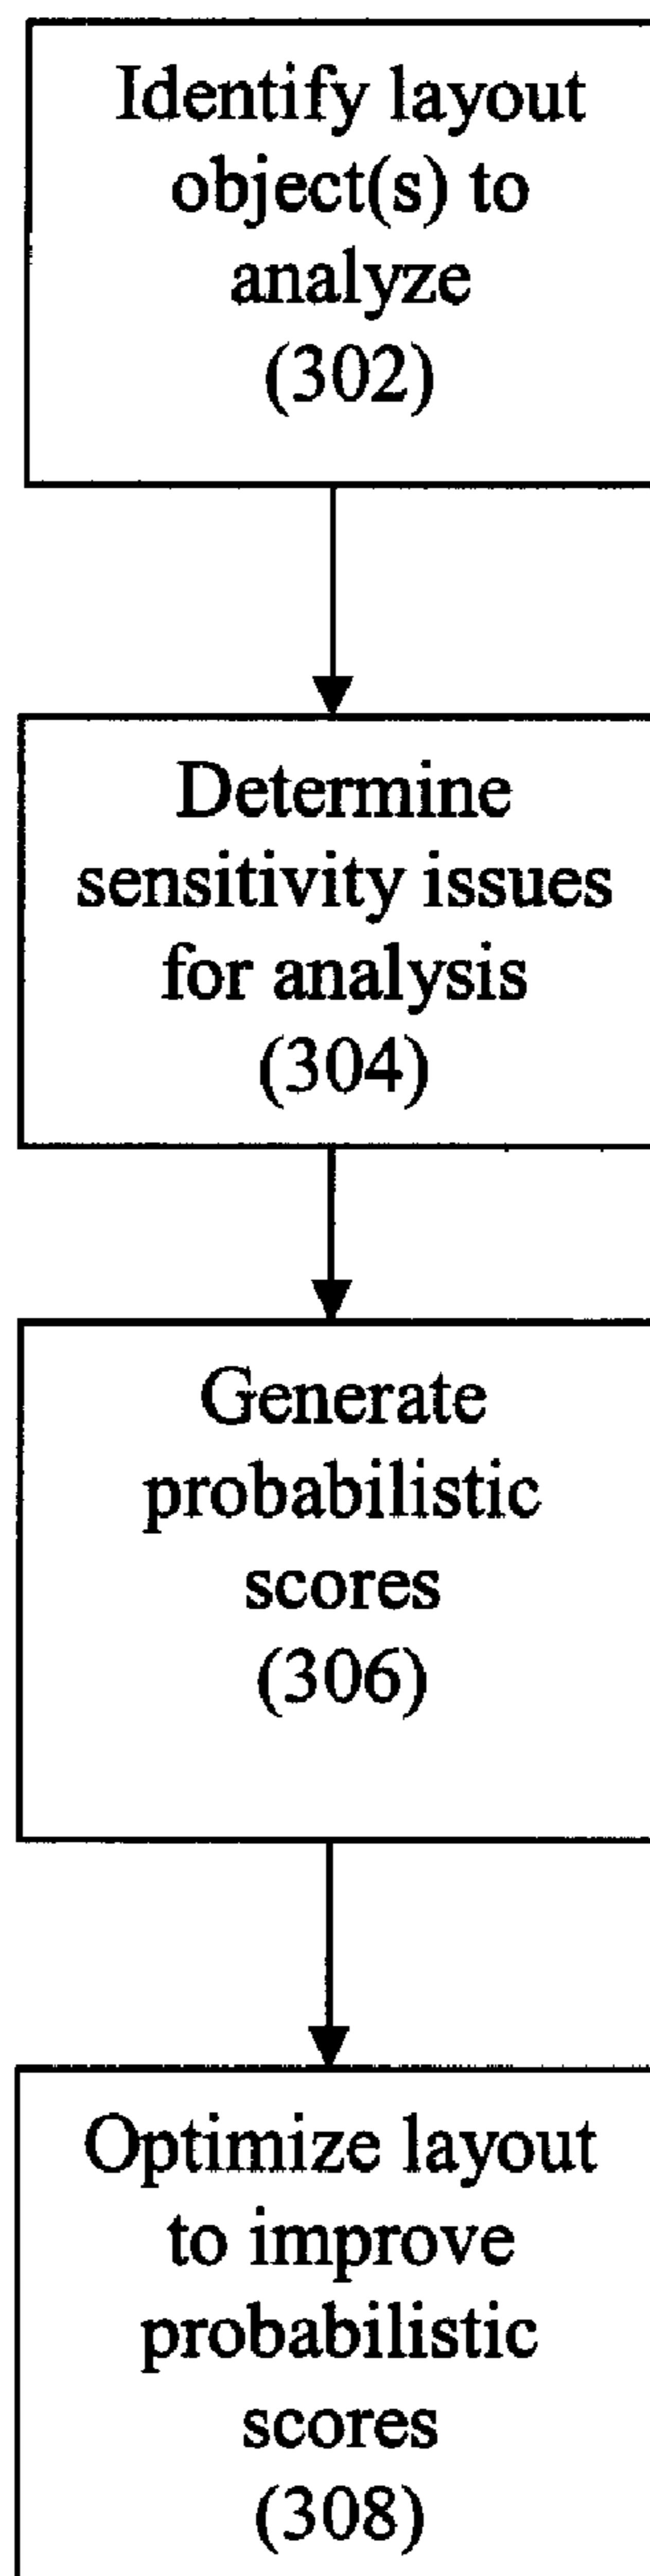 Identify layout
object(s) to
analyze
(302)
Determine
sensitivity issues
for analysis
(304)
Generate
probabilistic
scores
(306)
Optimize layout
to improve
probabilistic
scores
(308)